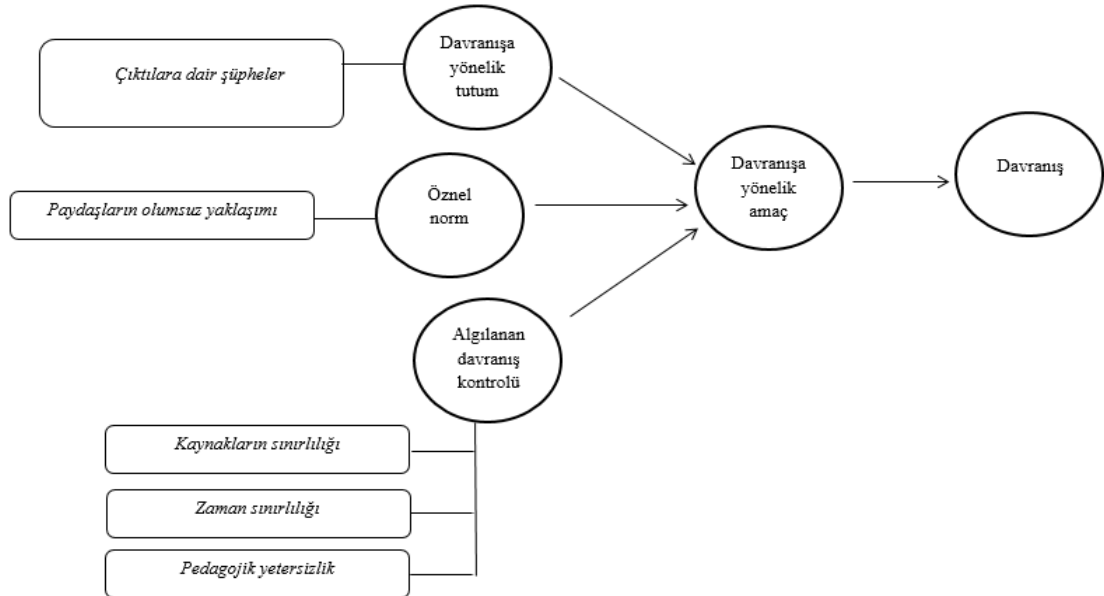 Çıktılara dair şüpheler
Davranışa
yönelik
tutum
Paydaşların olumsuz yaklaşımı
Öznel
norm
Algılanan
davranış
kontrolü
Kaynakların sınırlılığı
Zaman sınırlılığı
Pedagojik yetersizlik
Davranışa
yönelik
amaç
Davranış